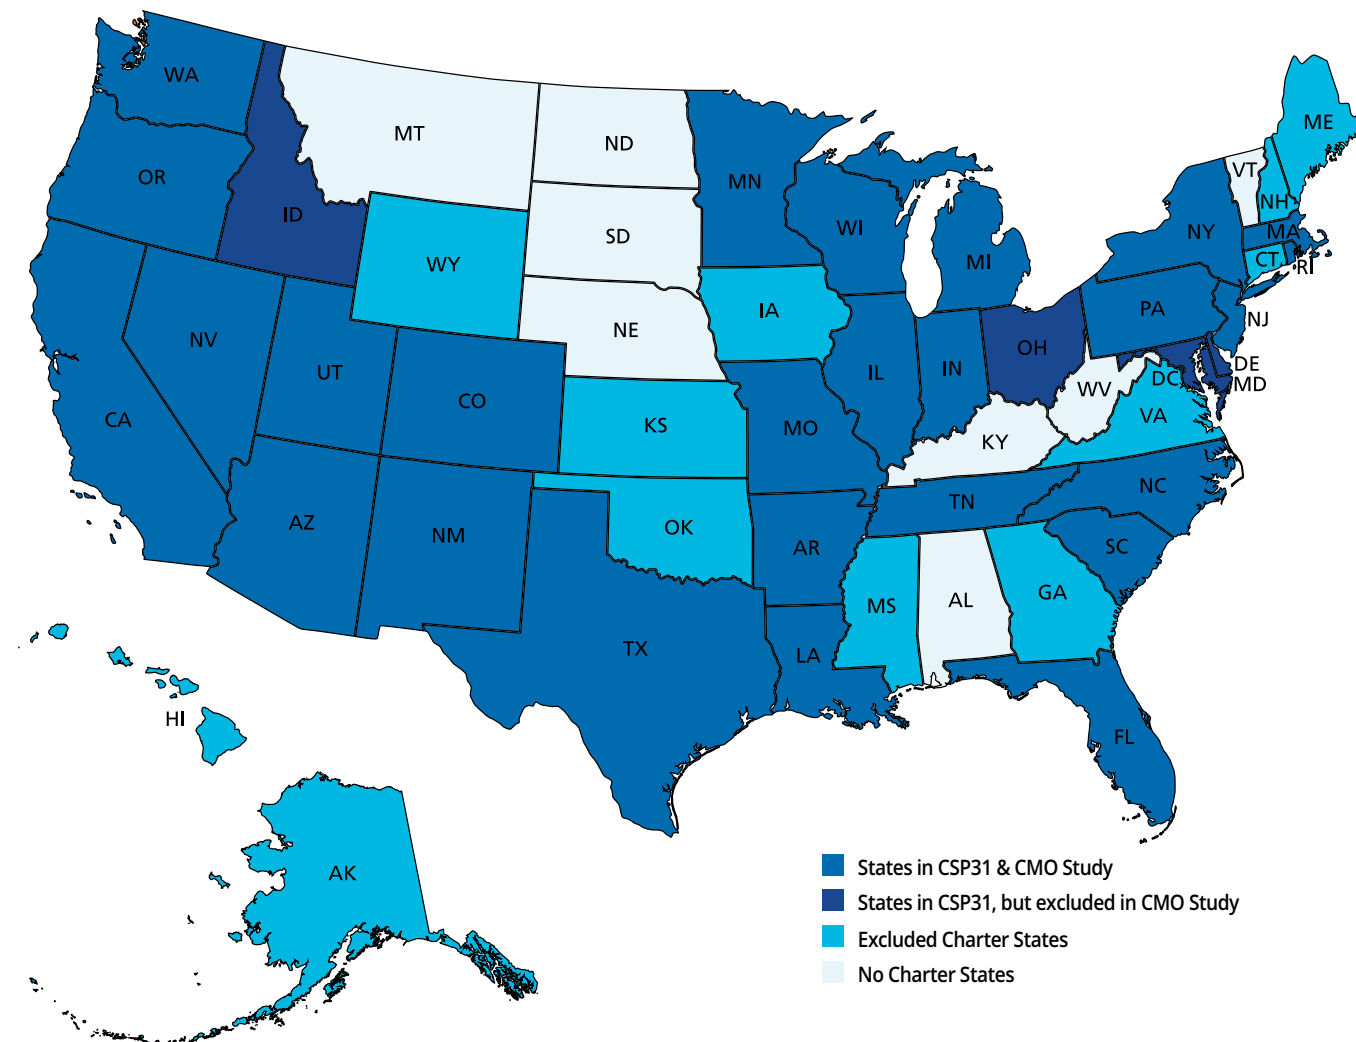 WA
MT
ND
MN
ME
VT
NH
OR
ID
SD
WI
NY
MA
WY
MI
CT
RI
IA
PA
NV
NE
NJ
UT
IL
IN
OH
DE
MD
DC
CO
WV
CA
KS
MO
VA
KY
NC
AZ
NM
OK
AR
TN
SC
MS
AL
GA
TX
LA
HI
FL
AK
States in CSP31 & CMO Study
States in CSP31, but excluded in CMO Study
Excluded Charter States
No Charter States